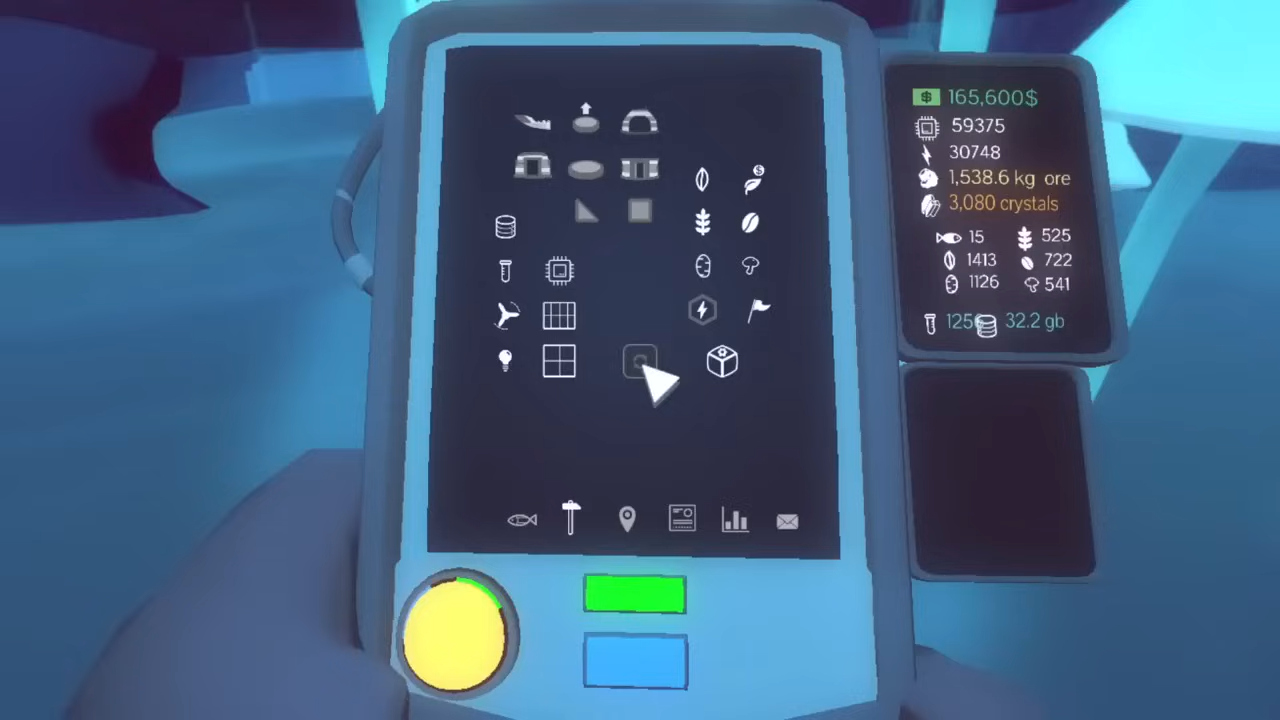 165,600$
59375
30748
1,538.6 kg ore
3,080 crystals
15 525
1413 722
1126 541
1256 32.2 gb